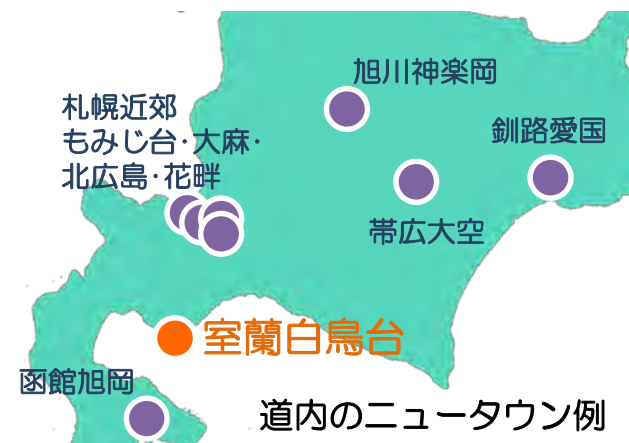 旭川神楽岡
札幌近郊
もみじ台・大麻・
北広島・花畔
釧路愛国
帯広大空
室蘭白鳥台
函館旭岡
道内のニュータウン例